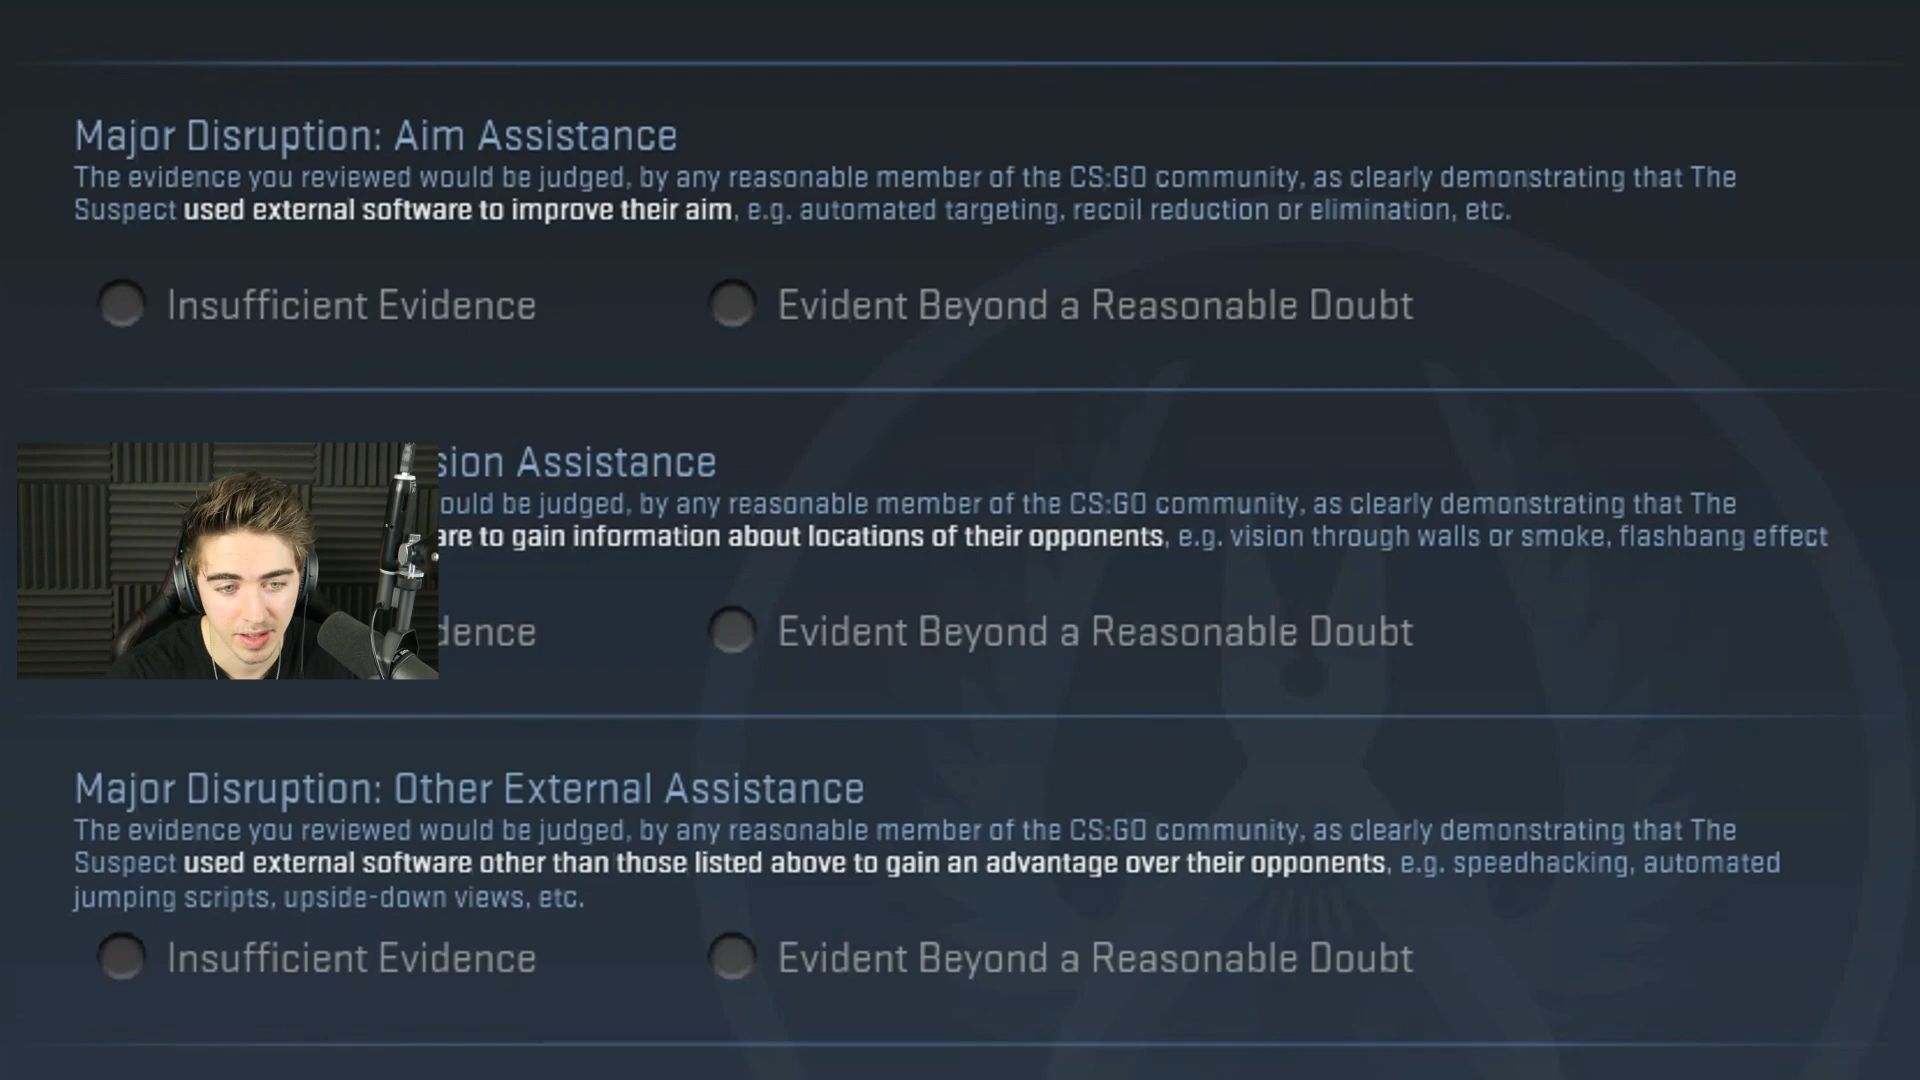 Major Disruption: Aim Assistance
The evidence you reviewed would be judged, by any reasonable member of the CS:GO community, as clearly demonstrating that The
Suspect used external software to improve their aim, e.g. automated targeting, recoil reduction or elimination, etc.
Insufficient Evidence
Evident Beyond a Reasonable Doubt
sion Assistance
ould be judged, by any reasonable member of the CS:GO community, as clearly demonstrating that The
are to gain information about locations of their opponents, e.g. vision through walls or smoke, flashbang effect
dence
Evident Beyond a Reasonable Doubt
Major Disruption: Other External Assistance
The evidence you reviewed would be judged, by any reasonable member of the CS:GO community, as clearly demonstrating that The
Suspect used external software other than those listed above to gain an advantage over their opponents, e.g. speedhacking, automated
jumping scripts, upside-down views, etc.
Insufficient Evidence
Evident Beyond a Reasonable Doubt